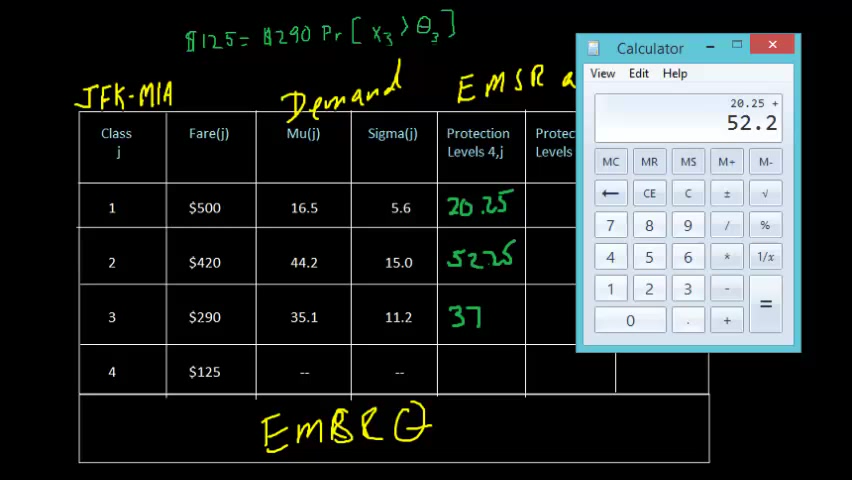 $125 = $290 Pr [ x3 > θ3 ]
JFK-MIA Demand EMSR a
Class j Fare(j) Mu(j) Sigma(j) Protection Levels 4,j Levels
1 $500 16.5 5.6 20.25
2 $420 44.2 15.0 52.25
3 $290 35.1 11.2 37
4 $125 -- --
EMBR
Calculator
View Edit Help
20.25 +
52.2
MC MR MS M+ M-
← CE C ± √
7 8 9 / %
4 5 6 * 1/x
1 2 3 - =
0 . +